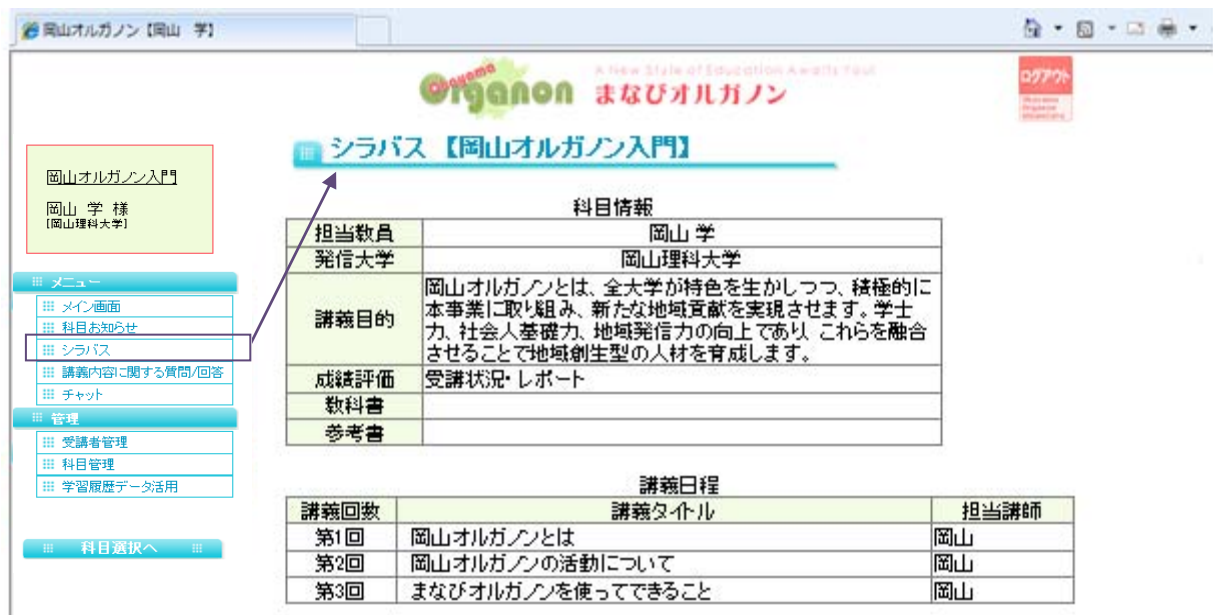 岡山オルガノン【岡山 学】
Okayama Organon
A New State of Education Awaits You!
まなびオルガノン
ログアウト
岡山オルガノン入門
岡山 学 様
[岡山理科大学]
メニュー
メイン画面
科目お知らせ
シラバス
講義内容に関する質問/回答
チャット
管理
受講者管理
科目管理
学習履歴データ活用
科目選択へ
シラバス【岡山オルガノン入門】
科目情報
担当教員 岡山 学
発信大学 岡山理科大学
講義目的 岡山オルガノンとは、全大学が特色を生かしつつ、積極的に
本事業に取り組み、新たな地域貢献を実現させます。学士
力、社会人基礎力、地域発信力の向上であり、これらを融合
させることで地域創生型の人材を育成します。
成績評価 受講状況・レポート
教科書
参考書
講義日程
講義回数 講義タイトル 担当講師
第1回 岡山オルガノンとは 岡山
第2回 岡山オルガノンの活動について 岡山
第3回 まなびオルガノンを使ってできること 岡山